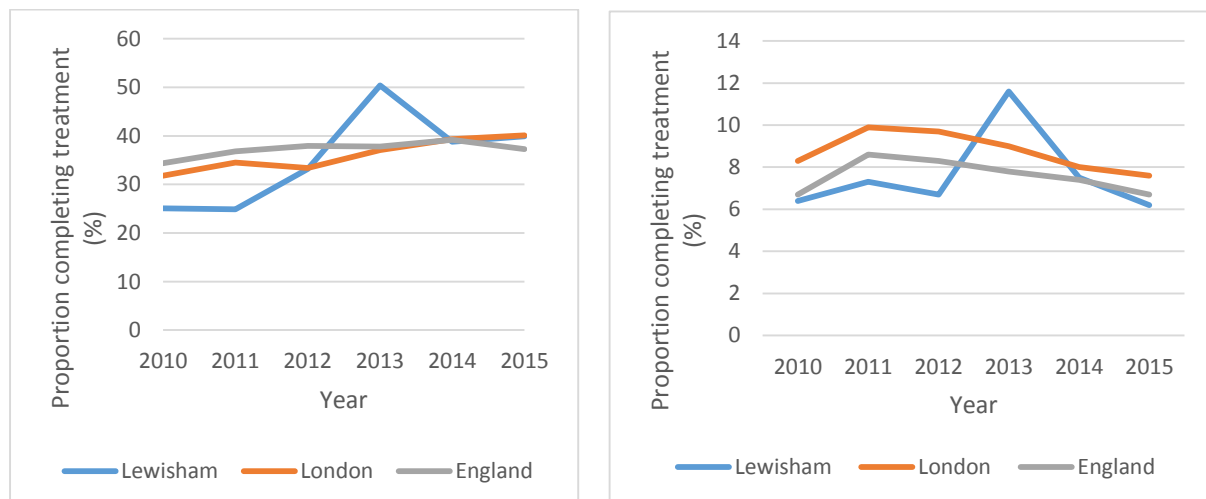 Proportion completing treatment
(%)
60
50
40
30
20
10
0
2010 2011 2012 2013 2014 2015
Year
Lewisham London England
Proportion completing treatment
(%)
14
12
10
8
6
4
2
0
2010 2011 2012 2013 2014 2015
Year
Lewisham London England